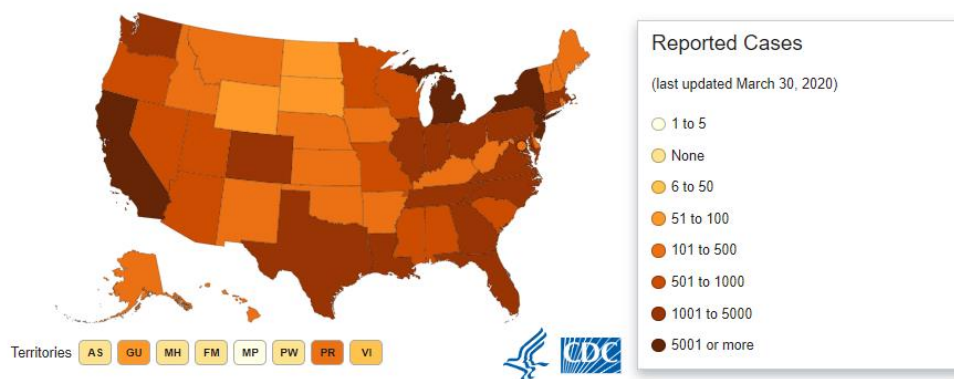 Reported Cases
(last updated March 30, 2020)
1 to 5
None
6 to 50
51 to 100
101 to 500
501 to 1000
1001 to 5000
5001 or more
Territories AS GU MH FM MP PW PR VI
CDC